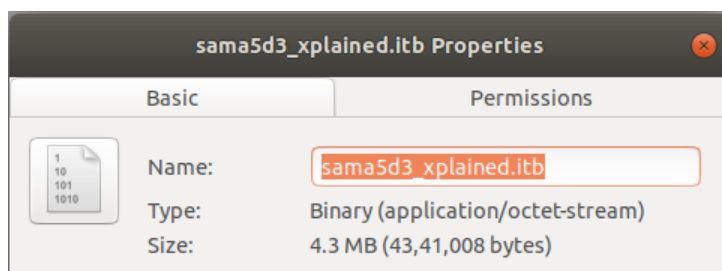 sama5d3_xplained.itb Properties
Basic Permissions
1
10
101
1010
Name: sama5d3_xplained.itb
Type: Binary (application/octet-stream)
Size: 4.3 MB (43,41,008 bytes)